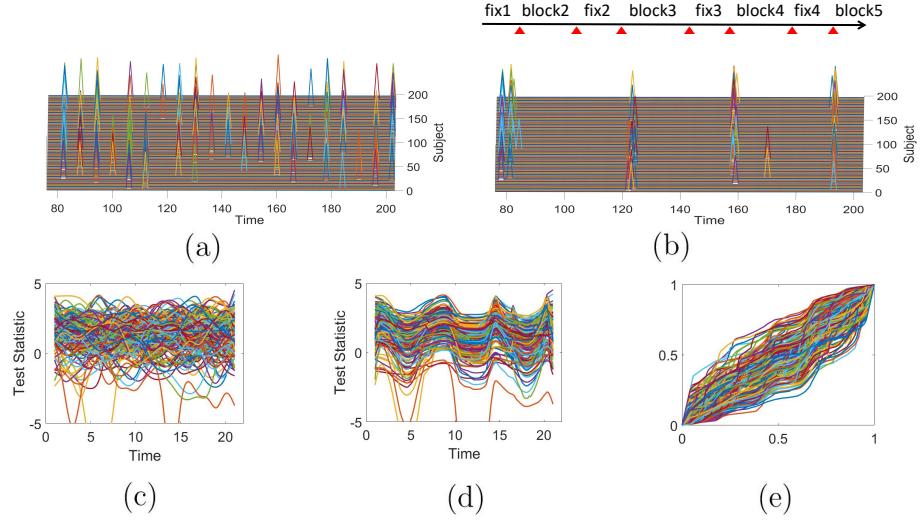 fix1 block2 fix2 block3 fix3 block4 fix4 block5
200
150
100
50
0
Subject
80 100 120 140 160 180 200
Time
(a)
200
150
100
50
0
Subject
80 100 120 140 160 180 200
Time
(b)
5
0
-5
Test Statistic
0 5 10 15 20
Time
(c)
5
0
-5
Test Statistic
0 5 10 15 20
Time
(d)
1
0.5
0
0 0.5 1
(e)